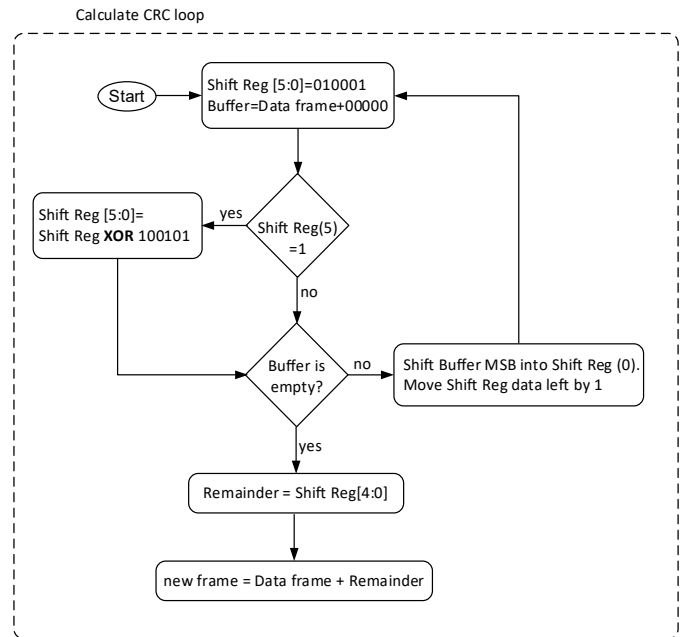 Calculate CRC loop
Start
Shift Reg [5:0]=010001
Buffer=Data frame+00000
yes
Shift Reg [5:0]=
Shift Reg XOR 100101
Shift Reg(5)
=1
no
Buffer is
empty?
no
Shift Buffer MSB into Shift Reg (0).
Move Shift Reg data left by 1
yes
Remainder = Shift Reg[4:0]
new frame = Data frame + Remainder